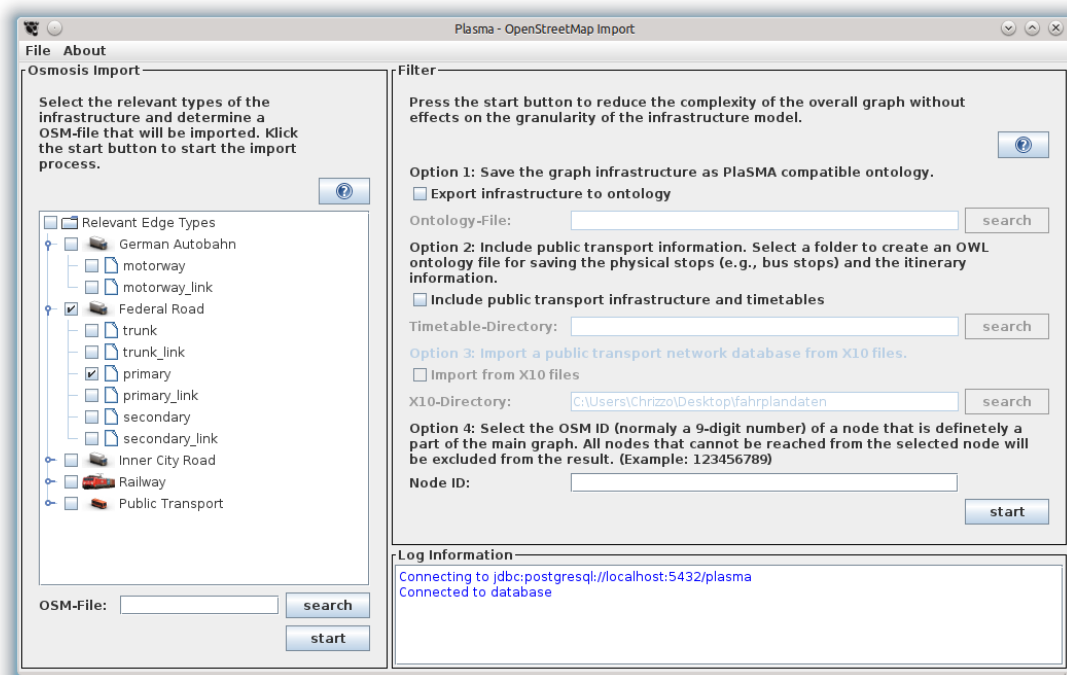 Plasma - OpenStreetMap Import
File About
Osmosis Import
Select the relevant types of the
infrastructure and determine a
OSM-file that will be imported. Klick
the start button to start the import
process.
Relevant Edge Types
German Autobahn
motorway
motorway_link
Federal Road
trunk
trunk_link
primary
primary_link
secondary
secondary_link
Inner City Road
Railway
Public Transport
OSM-File:
search
start
Filter
Press the start button to reduce the complexity of the overall graph without
effects on the granularity of the infrastructure model.
Option 1: Save the graph infrastructure as PlaSMA compatible ontology.
Export infrastructure to ontology
Ontology-File:
search
Option 2: Include public transport information. Select a folder to create an OWL
ontology file for saving the physical stops (e.g., bus stops) and the itinerary
information.
Include public transport infrastructure and timetables
Timetable-Directory:
search
Option 3: Import a public transport network database from X10 files.
Import from X10 files
X10-Directory:
C:\Users\Chrizzo\Desktop\fahrplandaten
search
Option 4: Select the OSM ID (normaly a 9-digit number) of a node that is definetely a
part of the main graph. All nodes that cannot be reached from the selected node will
be excluded from the result. (Example: 123456789)
Node ID:
start
Log Information
Connecting to jdbc:postgresql://localhost:5432/plasma
Connected to database